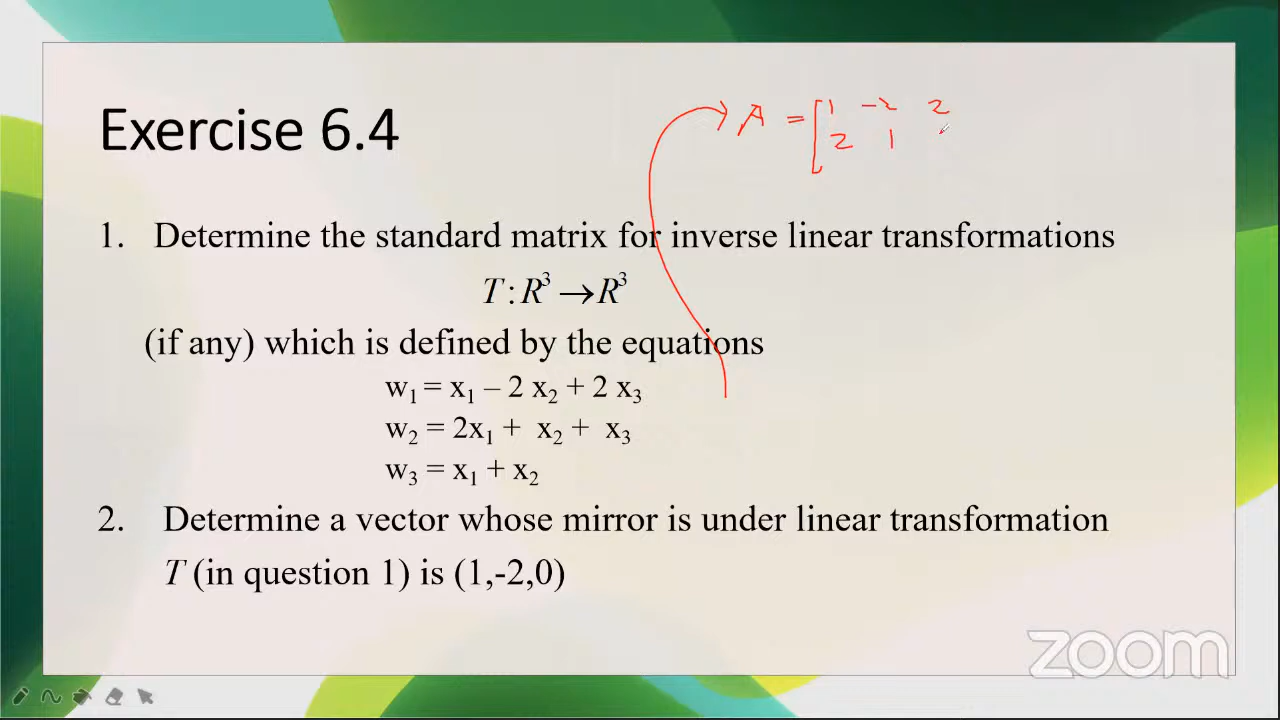 Exercise 6.4
A = [ 1 -2 2
2 1
1. Determine the standard matrix for inverse linear transformations
T : R³ → R³
(if any) which is defined by the equations
w₁ = x₁ – 2 x₂ + 2 x₃
w₂ = 2x₁ + x₂ + x₃
w₃ = x₁ + x₂
2. Determine a vector whose mirror is under linear transformation
T (in question 1) is (1,-2,0)
zoom